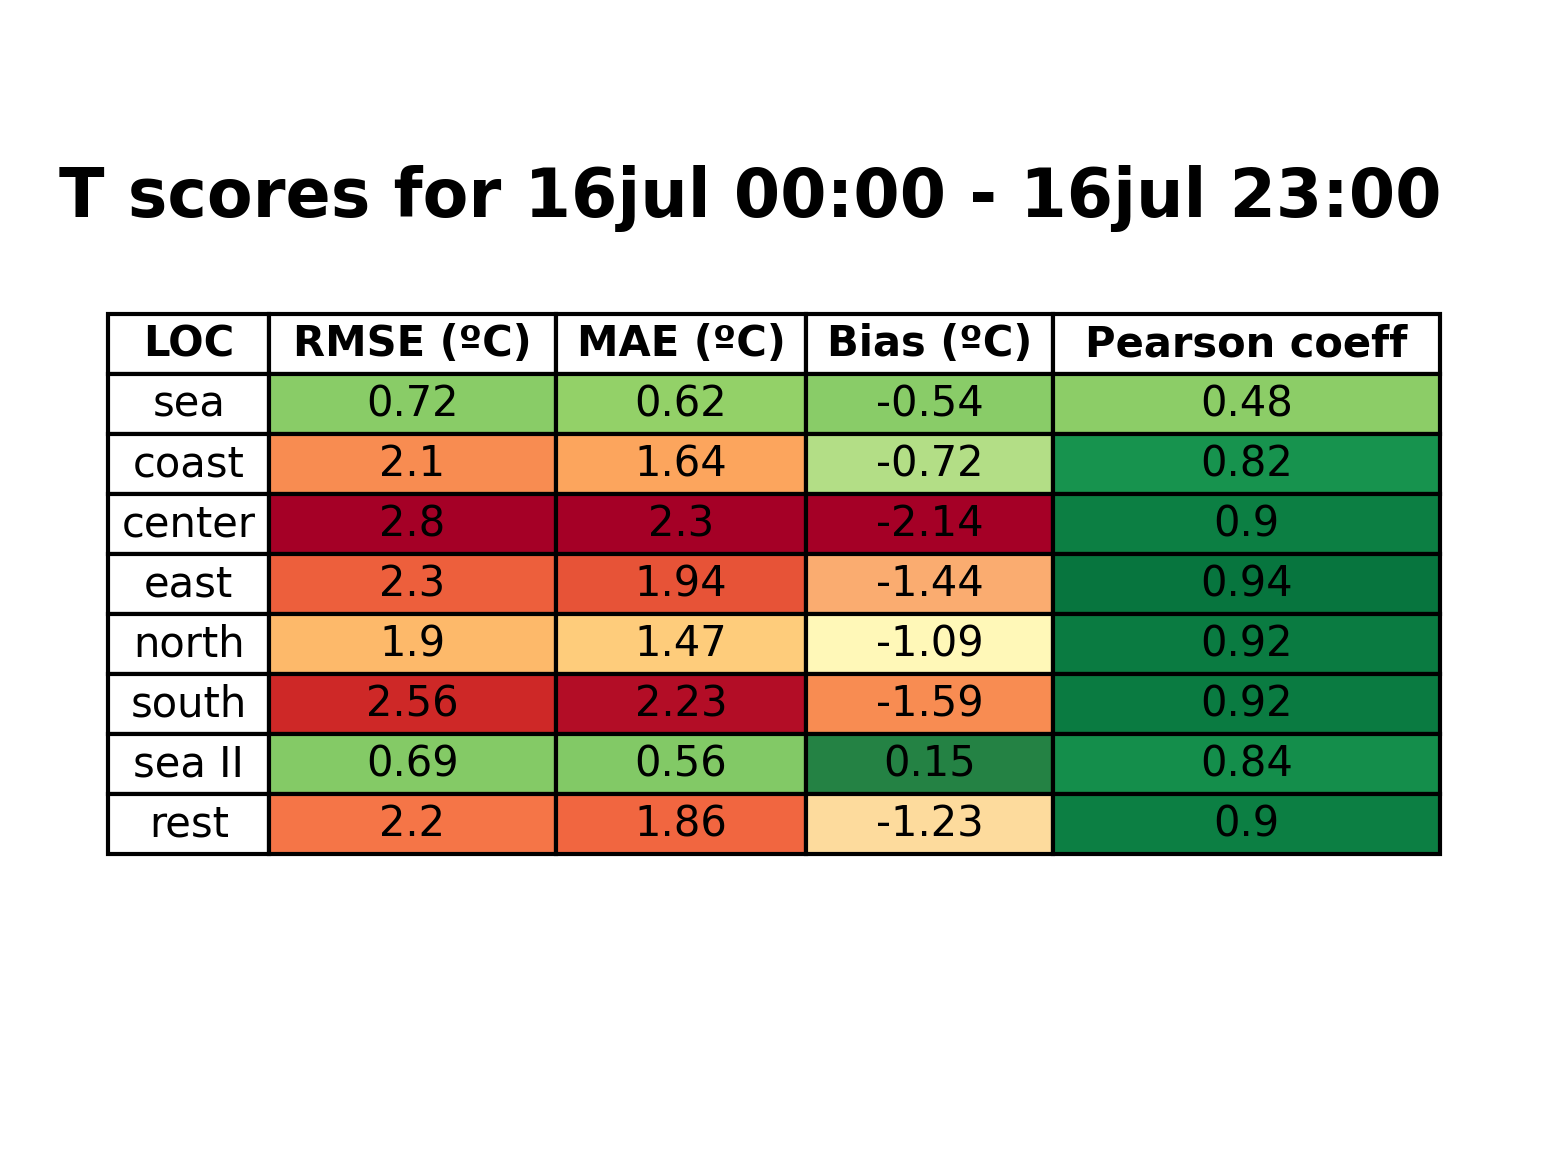 T scores for 16jul 00:00 - 16jul 23:00
LOC RMSE (ºC) MAE (ºC) Bias (ºC) Pearson coeff
sea 0.72 0.62 -0.54 0.48
coast 2.1 1.64 -0.72 0.82
center 2.8 2.3 -2.14 0.9
east 2.3 1.94 -1.44 0.94
north 1.9 1.47 -1.09 0.92
south 2.56 2.23 -1.59 0.92
sea II 0.69 0.56 0.15 0.84
rest 2.2 1.86 -1.23 0.9